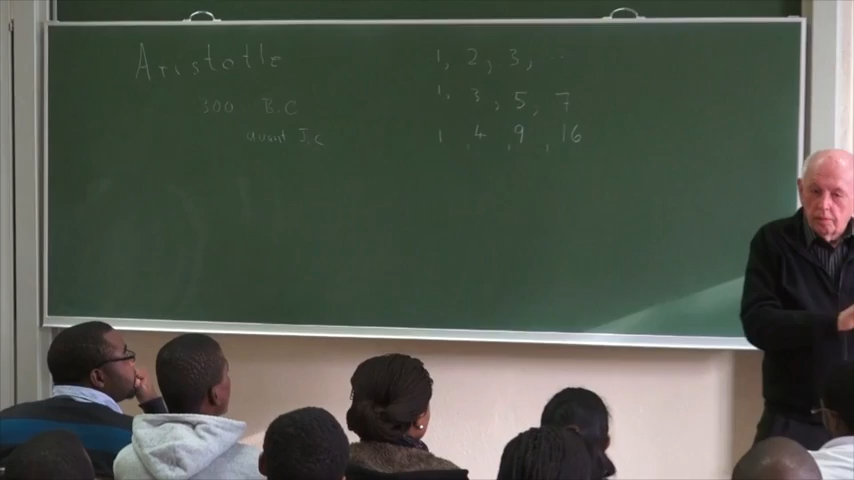 Aristotle
300 B.C
avant J.C
1, 2, 3, ..
1, 3, 5, 7
1, 4, 9, 16